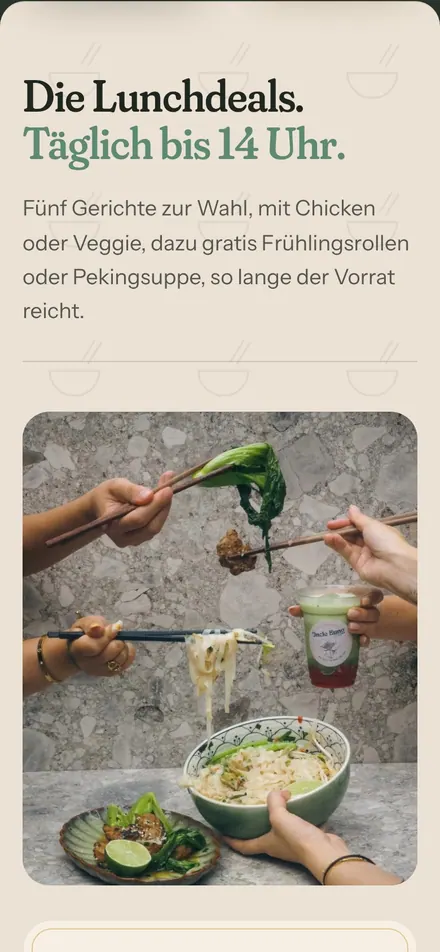 Die Lunchdeals.
Täglich bis 14 Uhr.
Fünf Gerichte zur Wahl, mit Chicken
oder Veggie, dazu gratis Frühlingsrollen
oder Pekingsuppe, so lange der Vorrat
reicht.